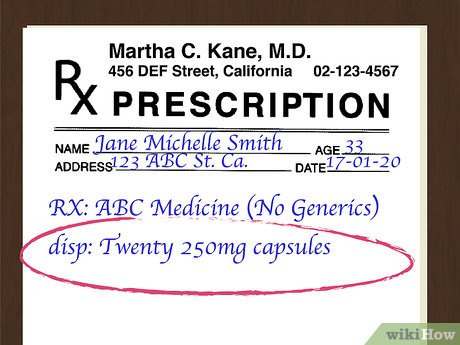 Martha C. Kane, M.D.
456 DEF Street, California 02-123-4567
Rx PRESCRIPTION
NAME Jane Michelle Smith AGE 33
ADDRESS 123 ABC St. Ca. DATE 17-01-20
RX: ABC Medicine (No Generics)
disp: Twenty 250mg capsules
wikiHow